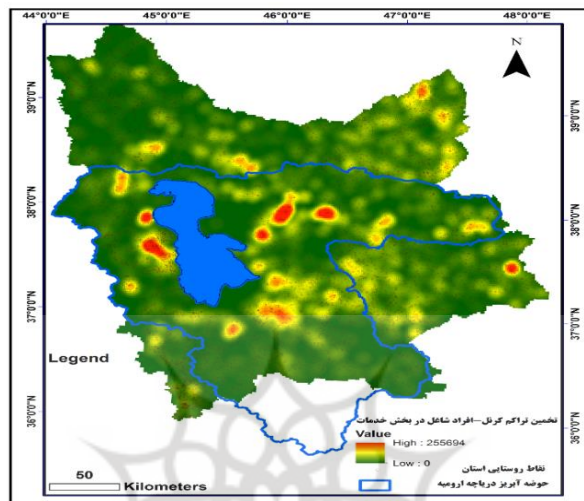 44°0'0"E 45°0'0"E 46°0'0"E 47°0'0"E 48°0'0"E
N
39°0'0"N 39°0'0"N
38°0'0"N 38°0'0"N
37°0'0"N 37°0'0"N
36°0'0"N 36°0'0"N
Legend
تخمین تراکم کرنل-افراد شاغل در بخش خدمات
Value
High : 255694
Low : 0
نقاط روستایی استان
حوضه آبریز دریاچه ارومیه
50
Kilometers